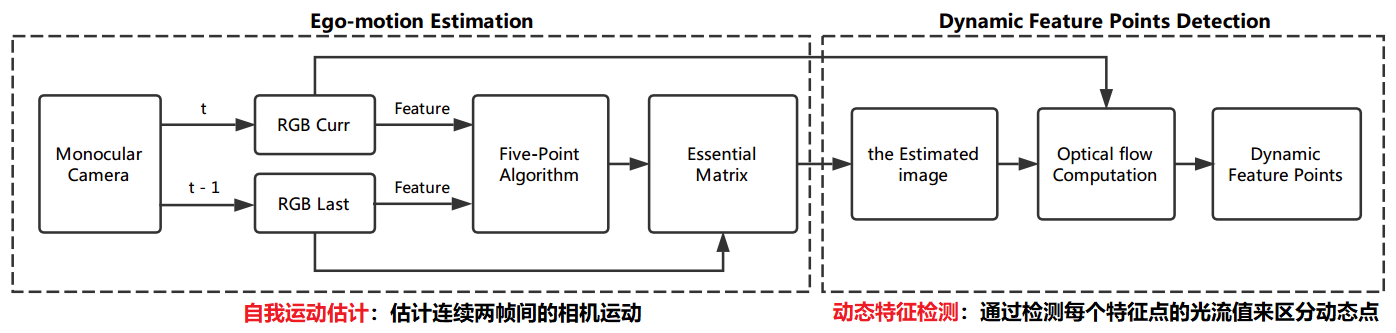 Ego-motion Estimation
Dynamic Feature Points Detection
Monocular
Camera
t
t - 1
RGB Curr
RGB Last
Feature
Feature
Five-Point
Algorithm
Essential
Matrix
the Estimated
image
Optical flow
Computation
Dynamic
Feature Points
自我运动估计：估计连续两帧间的相机运动
动态特征检测：通过检测每个特征点的光流值来区分动态点